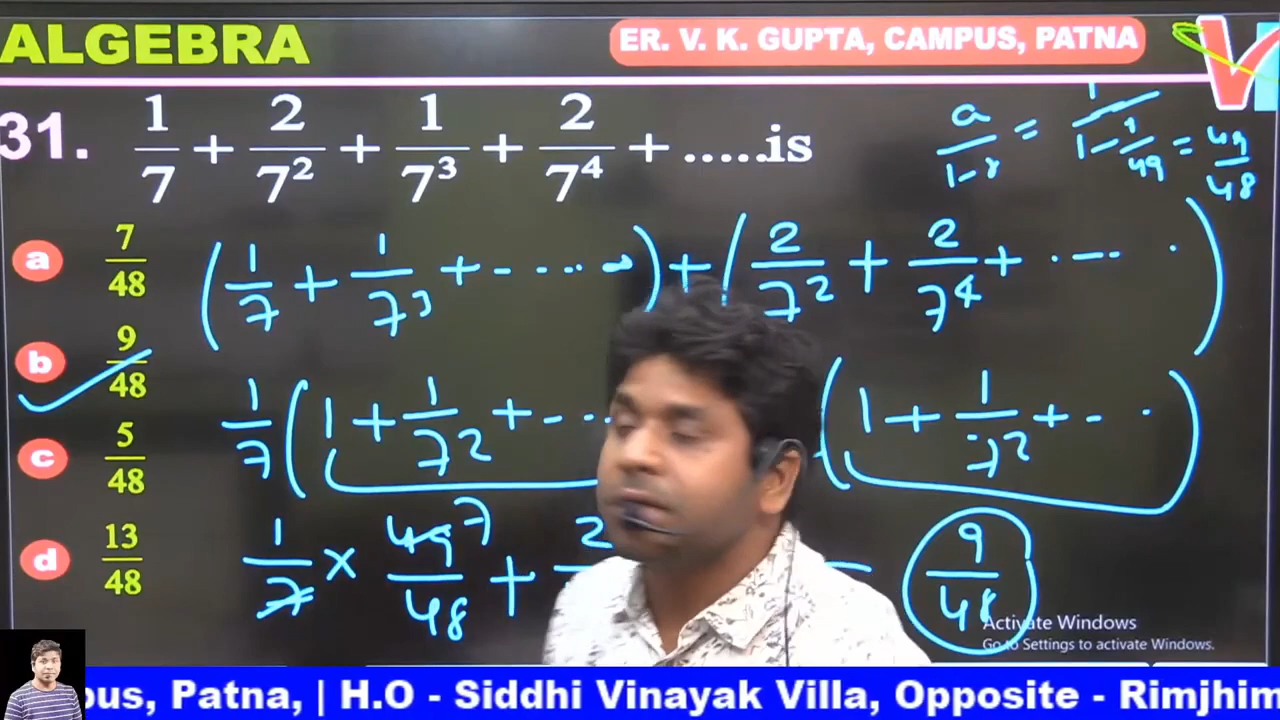 ALGEBRA
ER. V. K. GUPTA, CAMPUS, PATNA
31. 1/7 + 2/7² + 1/7³ + 2/7⁴ + .....is
a/(1-r) = 1/(1-1/49) = 49/48
a 7/48
(1/7 + 1/7³ + ......) + (2/7² + 2/7⁴ + .... .)
b 9/48
1/7 (1 + 1/7² + ...
(1 + 1/7² + ...)
c 5/48
d 13/48
1/7 × 49/48 7 + 2
9/48
Activate Windows
Go to Settings to activate Windows.
pus, Patna, | H.O - Siddhi Vinayak Villa, Opposite - Rimjhim